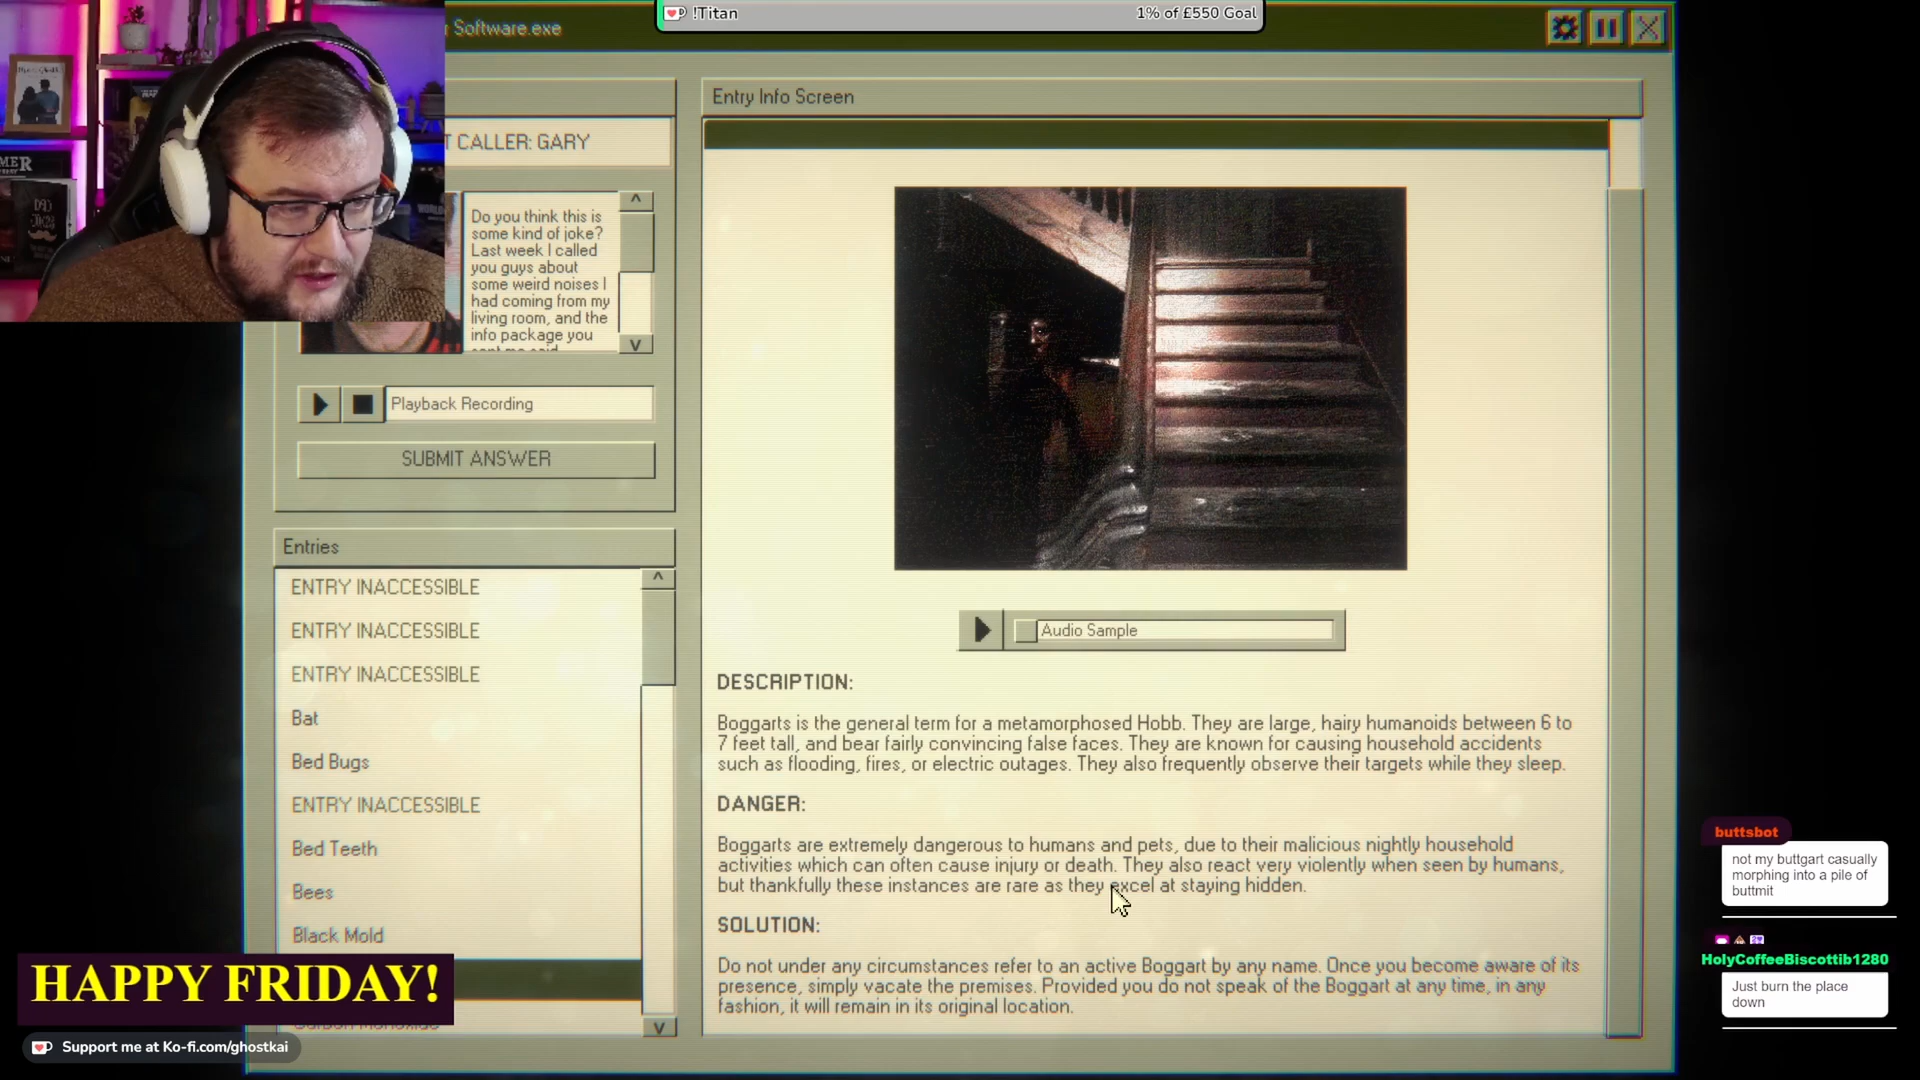 !Titan
1% of £550 Goal
Software.exe
Entry Info Screen
T CALLER: GARY
Do you think this is
some kind of joke?
Last week I called
you guys about
some weird noises I
had coming from my
living room, and the
info package you
Playback Recording
SUBMIT ANSWER
Entries
ENTRY INACCESSIBLE
ENTRY INACCESSIBLE
ENTRY INACCESSIBLE
Bat
Bed Bugs
ENTRY INACCESSIBLE
Bed Teeth
Bees
Black Mold
Audio Sample
DESCRIPTION:
Boggarts is the general term for a metamorphosed Hobb. They are large, hairy humanoids between 6 to
7 feet tall, and bear fairly convincing false faces. They are known for causing household accidents
such as flooding, fires, or electric outages. They also frequently observe their targets while they sleep.
DANGER:
Boggarts are extremely dangerous to humans and pets, due to their malicious nightly household
activities which can often cause injury or death. They also react very violently when seen by humans,
but thankfully these instances are rare as they excel at staying hidden.
SOLUTION:
Do not under any circumstances refer to an active Boggart by any name. Once you become aware of its
presence, simply vacate the premises. Provided you do not speak of the Boggart at any time, in any
fashion, it will remain in its original location.
HAPPY FRIDAY!
Support me at Ko-fi.com/ghostkai
buttsbot
not my buttgart casually
morphing into a pile of
buttmit
HolyCoffeeBiscottib1280
Just burn the place
down